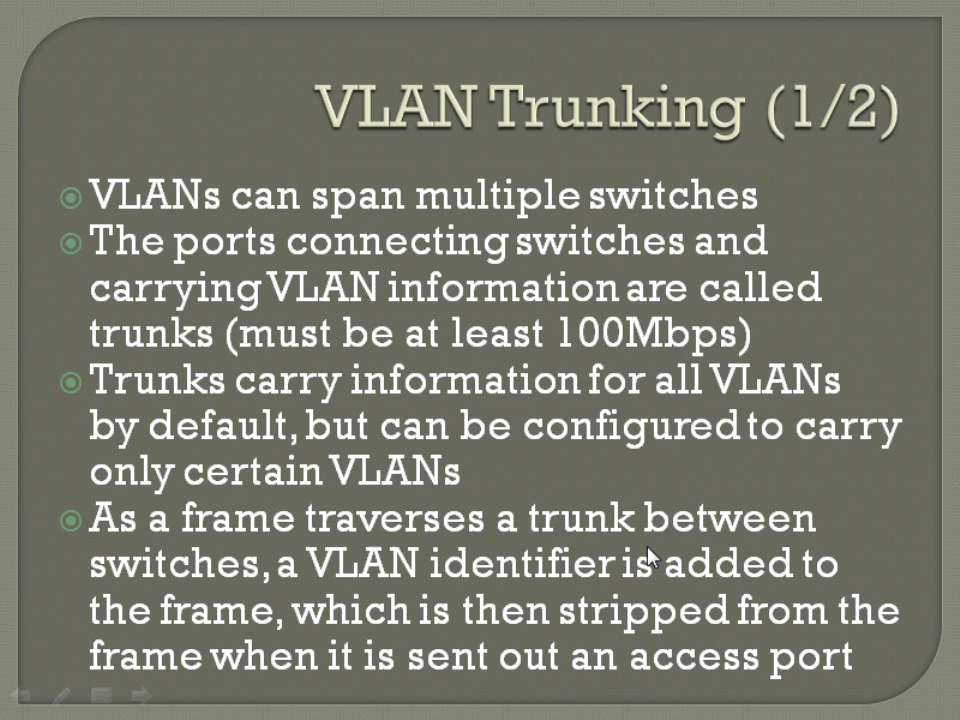 VLAN Trunking (1/2)
VLANs can span multiple switches
The ports connecting switches and
carrying VLAN information are called
trunks (must be at least 100Mbps)
Trunks carry information for all VLANs
by default, but can be configured to carry
only certain VLANs
As a frame traverses a trunk between
switches, a VLAN identifier is added to
the frame, which is then stripped from the
frame when it is sent out an access port